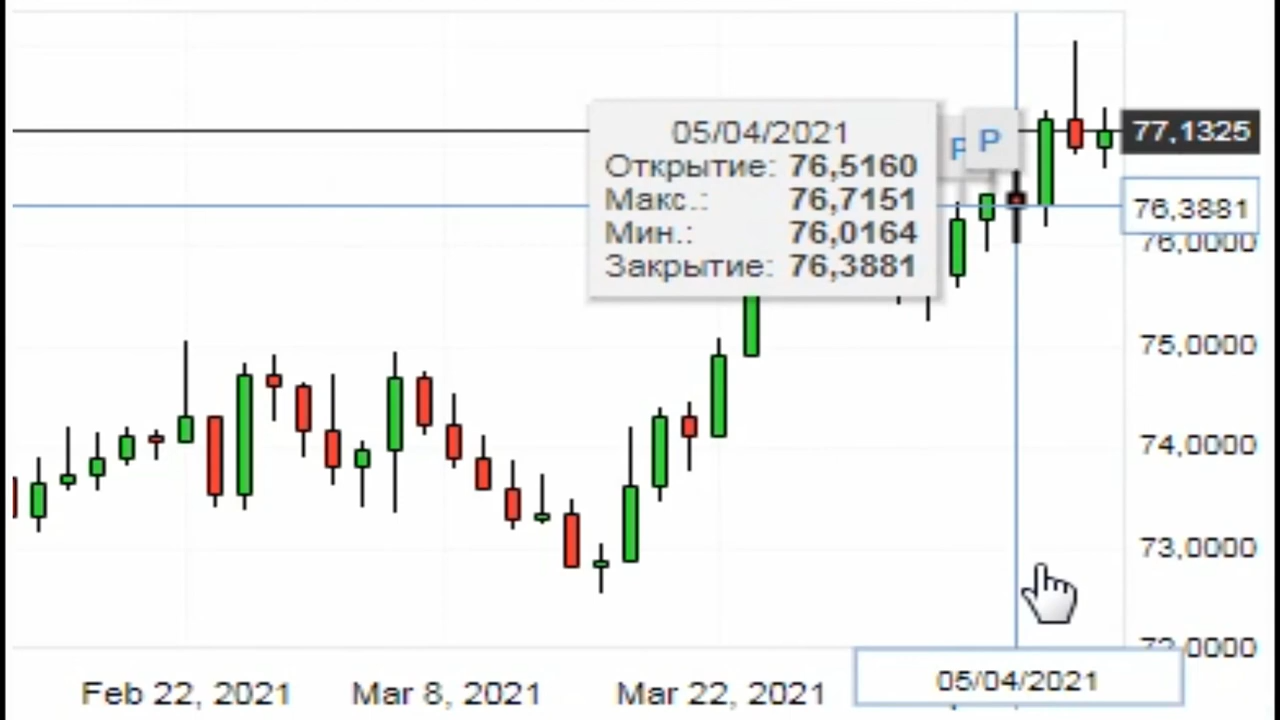 05/04/2021
Открытие: 76,5160
Макс.: 76,7151
Мин.: 76,0164
Закрытие: 76,3881
P P
77,1325
76,3881
76,0000
75,0000
74,0000
73,0000
72,0000
Feb 22, 2021 Mar 8, 2021 Mar 22, 2021 05/04/2021